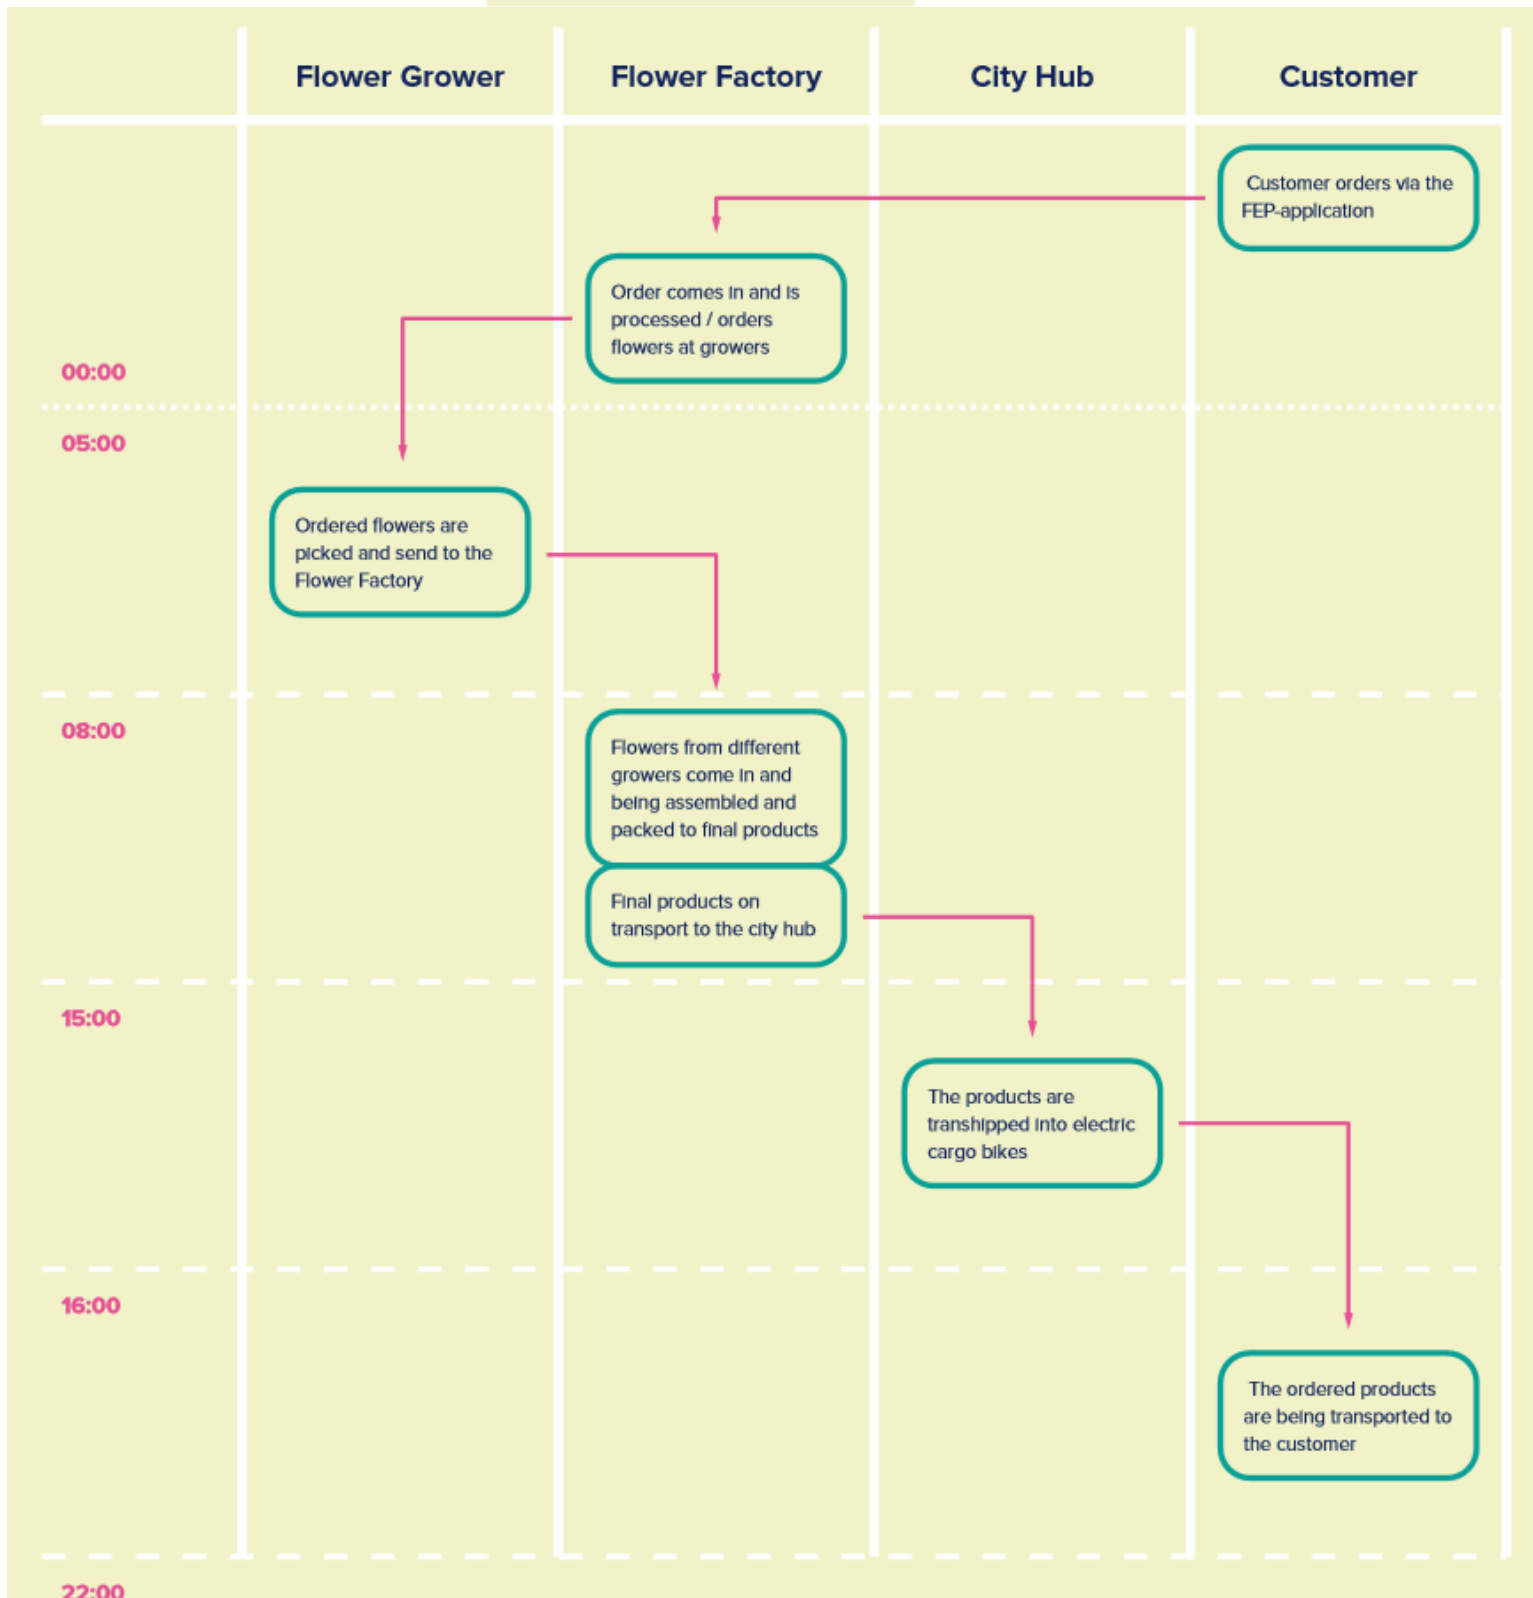 Flower Grower
Flower Factory
City Hub
Customer
Customer orders via the
FEP-application
Order comes in and is
processed / orders
flowers at growers
00:00
05:00
Ordered flowers are
picked and send to the
Flower Factory
08:00
Flowers from different
growers come in and
being assembled and
packed to final products
Final products on
transport to the city hub
15:00
The products are
transhipped into electric
cargo bikes
16:00
The ordered products
are being transported to
the customer
22:00